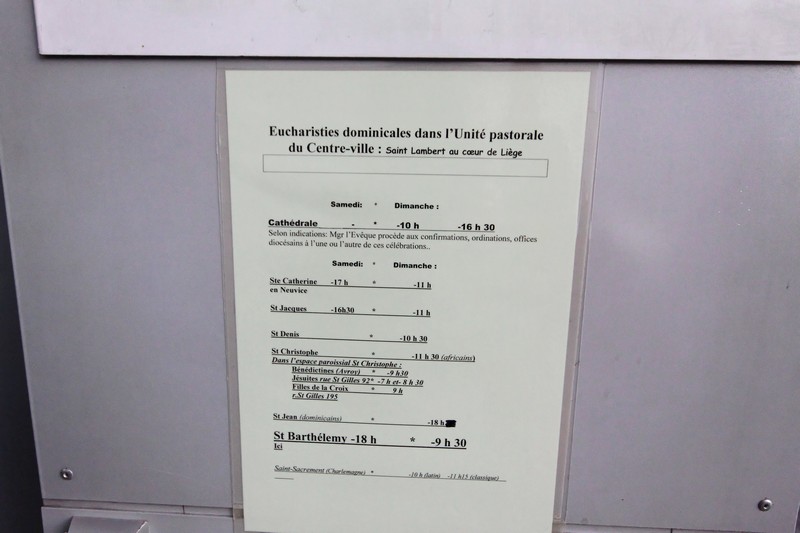 Eucharisties dominicales dans l'Unité pastorale
du Centre-ville : Saint Lambert au cœur de Liège
Samedi: * Dimanche :
Cathédrale - * -10 h -16 h 30
Selon indications: Mgr l'Evêque procède aux confirmations, ordinations, offices
diocésains à l'une ou l'autre de ces célébrations..
Samedi: * Dimanche :
Ste Catherine -17 h * -11 h
en Neuvice
St Jacques -16h30 * -11 h
St Denis * -10 h 30
St Christophe * -11 h 30 (africains)
Dans l'espace paroissial St Christophe :
Bénédictines (Avroy) * -9 h30
Jésuites rue St Gilles 92* -7 h et- 8 h 30
Filles de la Croix * 9 h
r.St Gilles 195
St Jean (dominicains) * -18 h
St Barthélemy -18 h * -9 h 30
Ici
Saint-Sacrement (Charlemagne) * -10 h (latin) -11 h15 (classique)